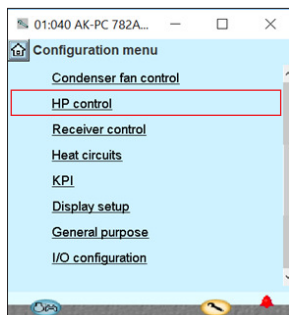 01:040 AK-PC 782A...
Configuration menu
Condenser fan control
HP control
Receiver control
Heat circuits
KPI
Display setup
General purpose
I/O configuration